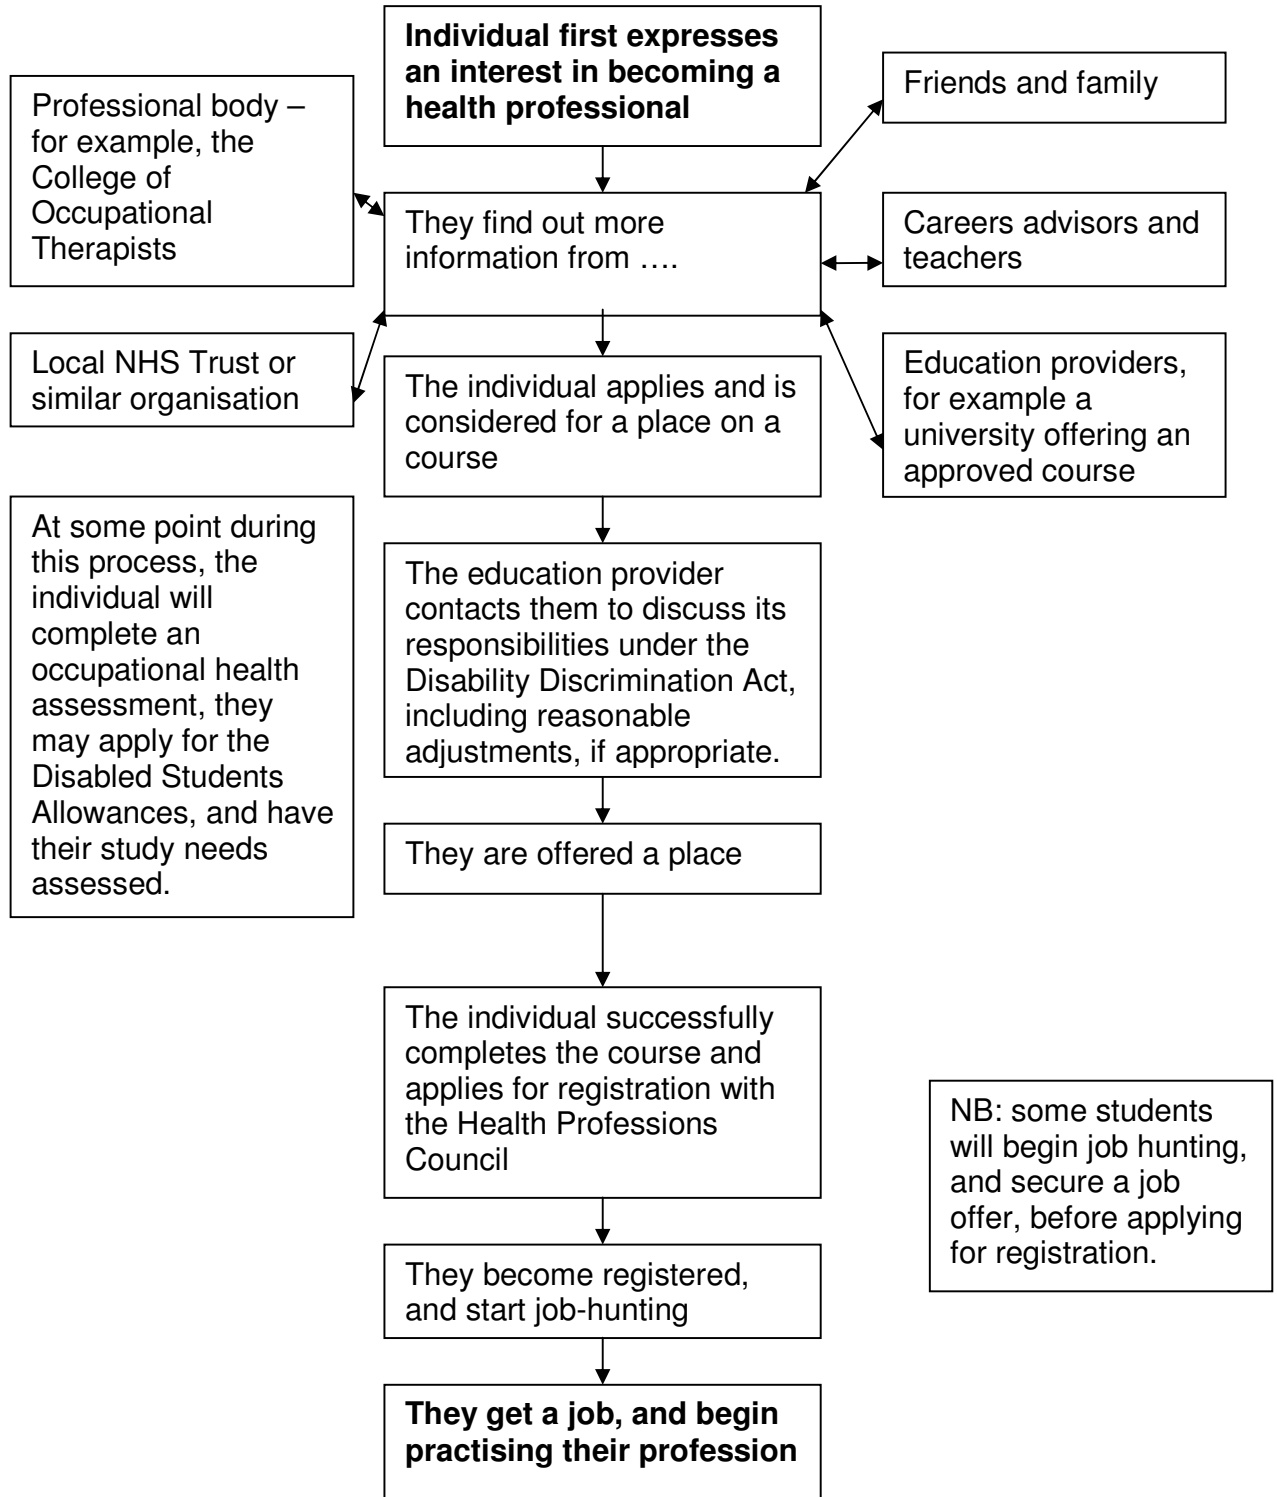 Individual first expresses
an interest in becoming a
health professional
Professional body –
for example, the
College of
Occupational
Therapists
Friends and family
They find out more
information from ….
Careers advisors and
teachers
Local NHS Trust or
similar organisation
Education providers,
for example a
university offering an
approved course
The individual applies and is
considered for a place on a
course
At some point during
this process, the
individual will
complete an
occupational health
assessment, they
may apply for the
Disabled Students
Allowances, and have
their study needs
assessed.
The education provider
contacts them to discuss its
responsibilities under the
Disability Discrimination Act,
including reasonable
adjustments, if appropriate.
They are offered a place
The individual successfully
completes the course and
applies for registration with
the Health Professions
Council
NB: some students
will begin job hunting,
and secure a job
offer, before applying
for registration.
They become registered,
and start job-hunting
They get a job, and begin
practising their profession